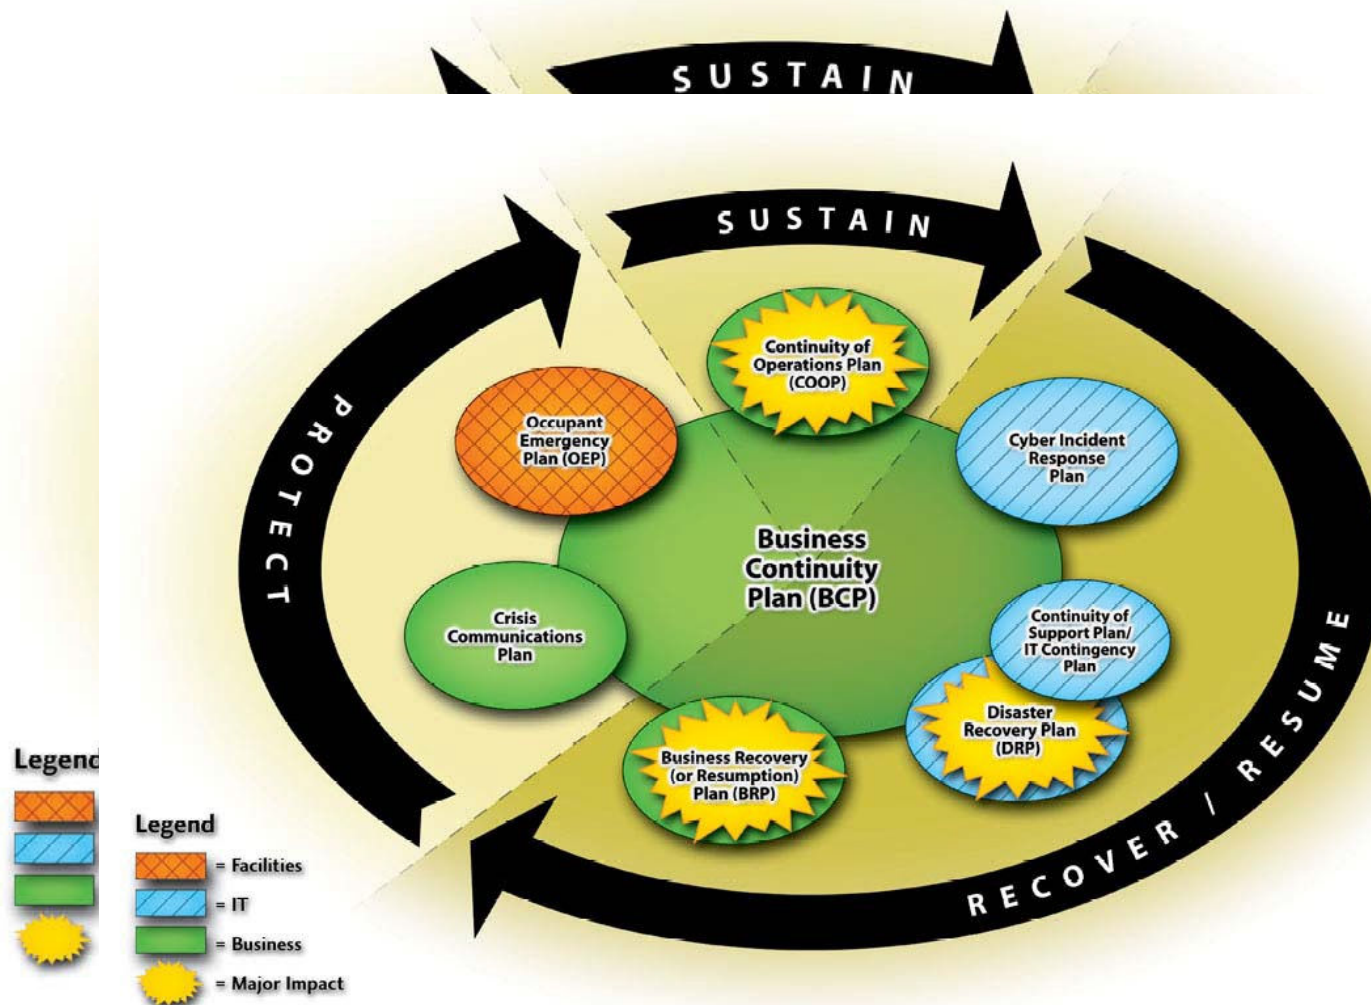 SUSTAIN
SUSTAIN
PROTECT
RECOVER / RESUME
Continuity of
Operations Plan
(COOP)
Occupant
Emergency
Plan (OEP)
Cyber Incident
Response
Plan
Business
Continuity
Plan (BCP)
Crisis
Communications
Plan
Continuity of
Support Plan/
IT Contingency
Plan
Disaster
Recovery Plan
(DRP)
Business Recovery
(or Resumption)
Plan (BRP)
Legend
Legend
= Facilities
= IT
= Business
= Major Impact